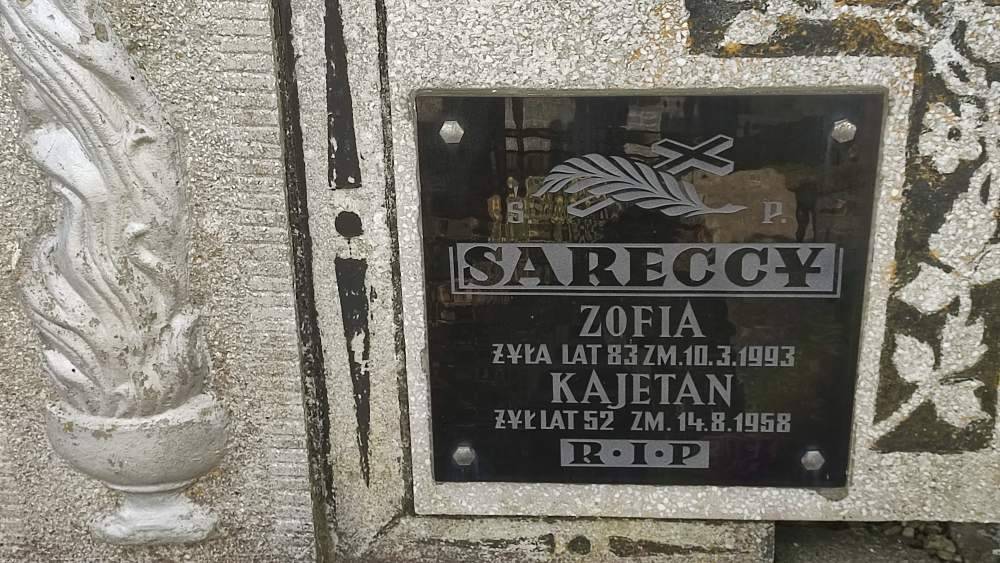 Ś. P.
SARECCY
ZOFIA
ŻYŁA LAT 83 ZM. 10.3.1993
KAJETAN
ŻYŁ LAT 52 ZM. 14.8.1958
R·I·P